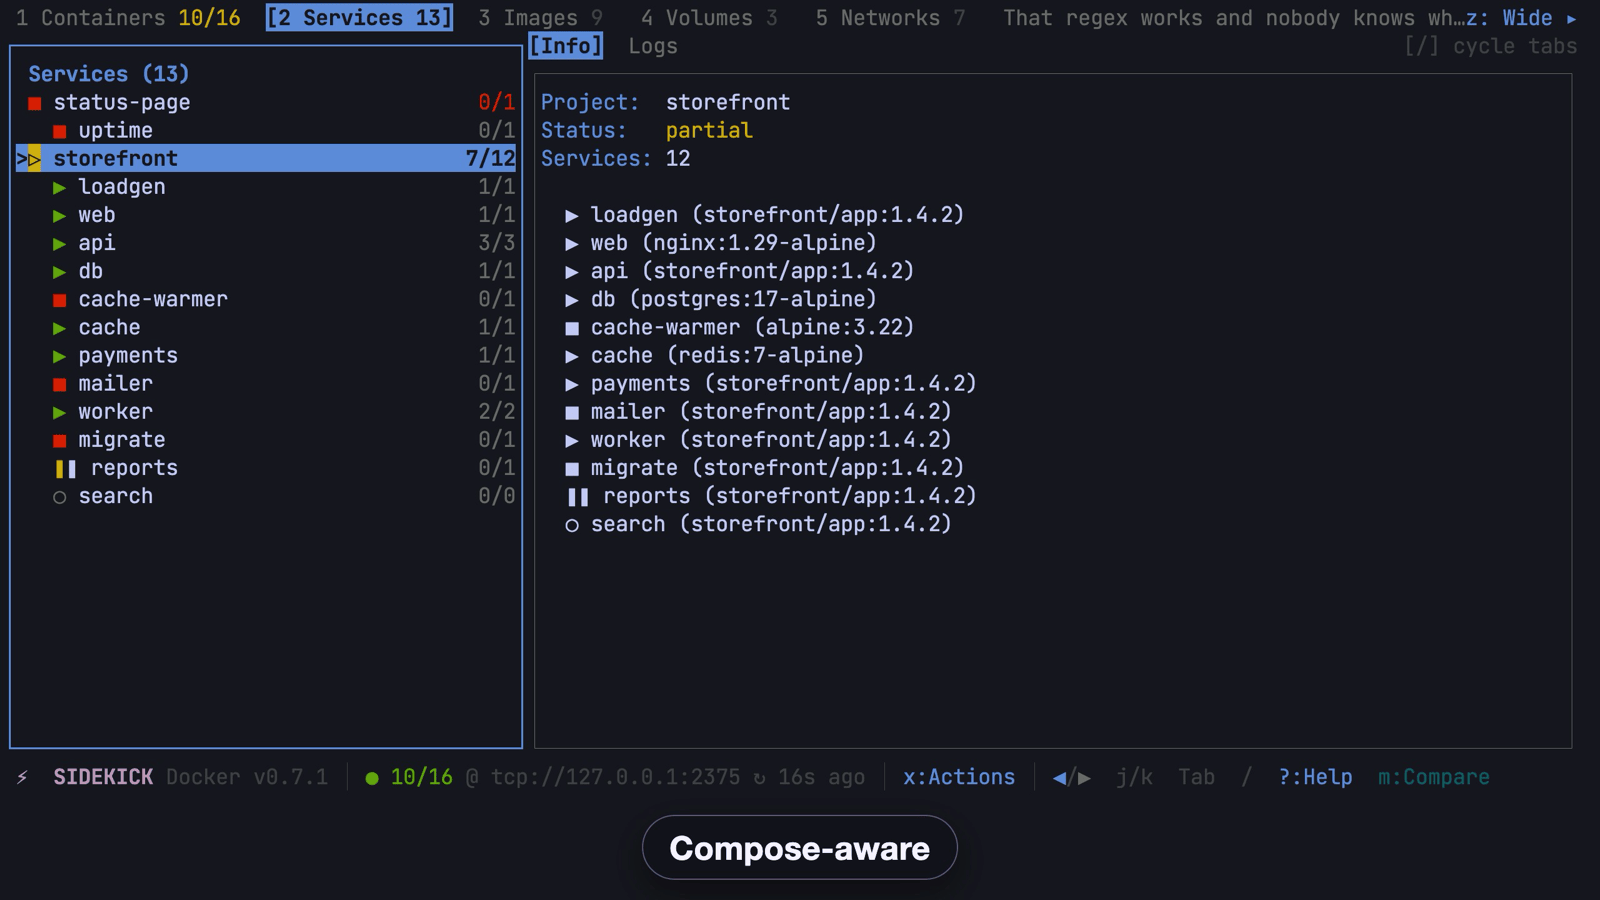 1 Containers 10/16 [2 Services 13] 3 Images 9 4 Volumes 3 5 Networks 7 That regex works and nobody knows wh…z: Wide ▸
[Info] Logs [/] cycle tabs
Services (13)
■ status-page 0/1
■ uptime 0/1
>▷ storefront 7/12
▶ loadgen 1/1
▶ web 1/1
▶ api 3/3
▶ db 1/1
■ cache-warmer 0/1
▶ cache 1/1
▶ payments 1/1
■ mailer 0/1
▶ worker 2/2
■ migrate 0/1
❚❚ reports 0/1
○ search 0/0
Project: storefront
Status: partial
Services: 12
▶ loadgen (storefront/app:1.4.2)
▶ web (nginx:1.29-alpine)
▶ api (storefront/app:1.4.2)
▶ db (postgres:17-alpine)
■ cache-warmer (alpine:3.22)
▶ cache (redis:7-alpine)
▶ payments (storefront/app:1.4.2)
■ mailer (storefront/app:1.4.2)
▶ worker (storefront/app:1.4.2)
■ migrate (storefront/app:1.4.2)
❚❚ reports (storefront/app:1.4.2)
○ search (storefront/app:1.4.2)
⚡ SIDEKICK Docker v0.7.1 │ ● 10/16 @ tcp://127.0.0.1:2375 ↻ 16s ago │ x:Actions │ ◀/▶ j/k Tab / ?:Help m:Compare
Compose-aware